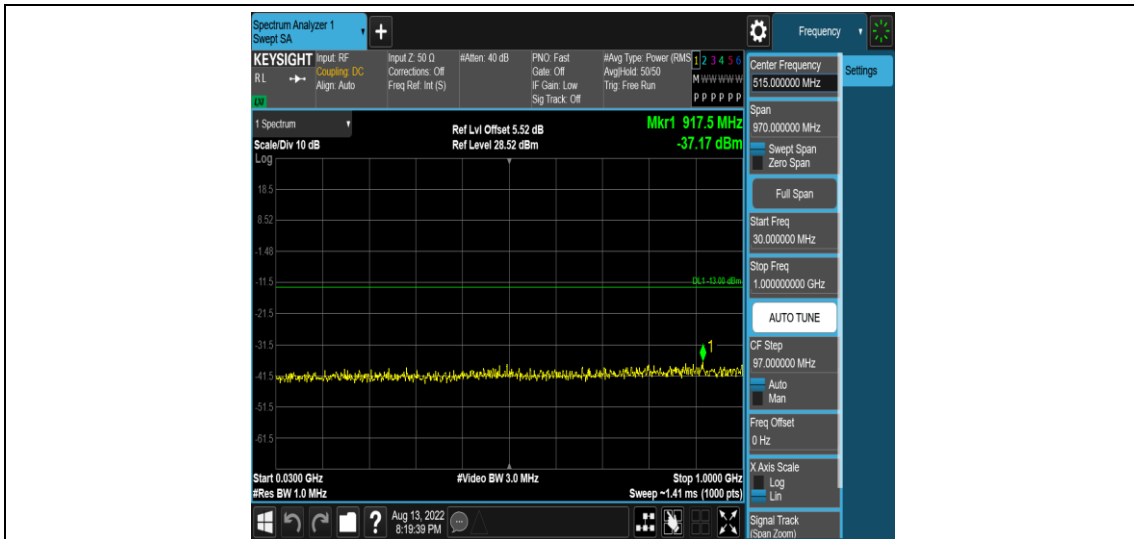 Spectrum Analyzer 1
Swept SA
+
Frequency
KEYSIGHT
RL
LXI
Input: RF
Coupling: DC
Align: Auto
Input Z: 50 Ω
Corrections: Off
Freq Ref: Int (S)
#Atten: 40 dB
PNO: Fast
Gate: Off
IF Gain: Low
Sig Track: Off
#Avg Type: Power (RMS
Avg|Hold: 50/50
Trig: Free Run
1 2 3 4 5 6
M W W W W W
P P P P P P
Center Frequency
515.000000 MHz
Settings
1 Spectrum
Scale/Div 10 dB
Ref Lvl Offset 5.52 dB
Ref Level 28.52 dBm
Mkr1 917.5 MHz
-37.17 dBm
Log
18.5
8.52
-1.48
-11.5
DL1 -13.00 dBm
-21.5
-31.5
1
-41.5
-51.5
-61.5
Start 0.0300 GHz
#Res BW 1.0 MHz
#Video BW 3.0 MHz
Stop 1.0000 GHz
Sweep ~1.41 ms (1000 pts)
Span
970.000000 MHz
Swept Span
Zero Span
Full Span
Start Freq
30.000000 MHz
Stop Freq
1.000000000 GHz
AUTO TUNE
CF Step
97.000000 MHz
Auto
Man
Freq Offset
0 Hz
X Axis Scale
Log
Lin
Signal Track
(Span Zoom)
?
Aug 13, 2022
8:19:39 PM